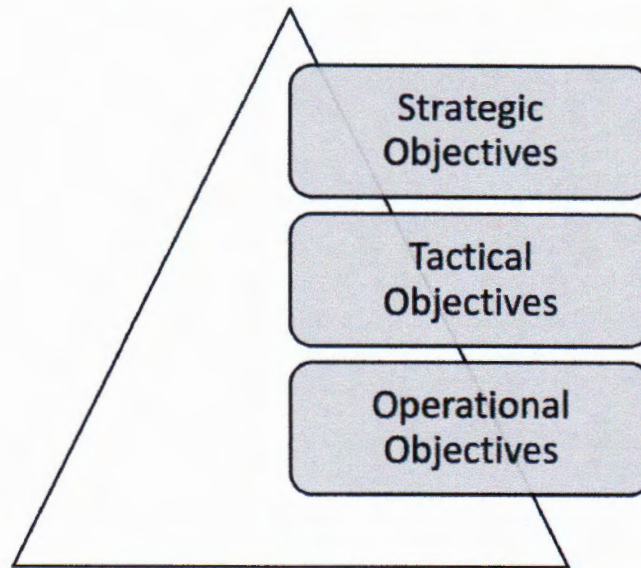 Strategic
Objectives
Tactical
Objectives
Operational
Objectives